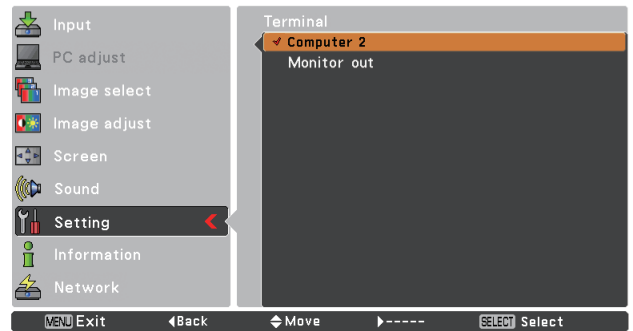 Input
PC adjust
Image select
Image adjust
Screen
Sound
Setting
Information
Network
Terminal
✔ Computer 2
Monitor out
MENU Exit ◀Back Move ▶----- SELECT Select